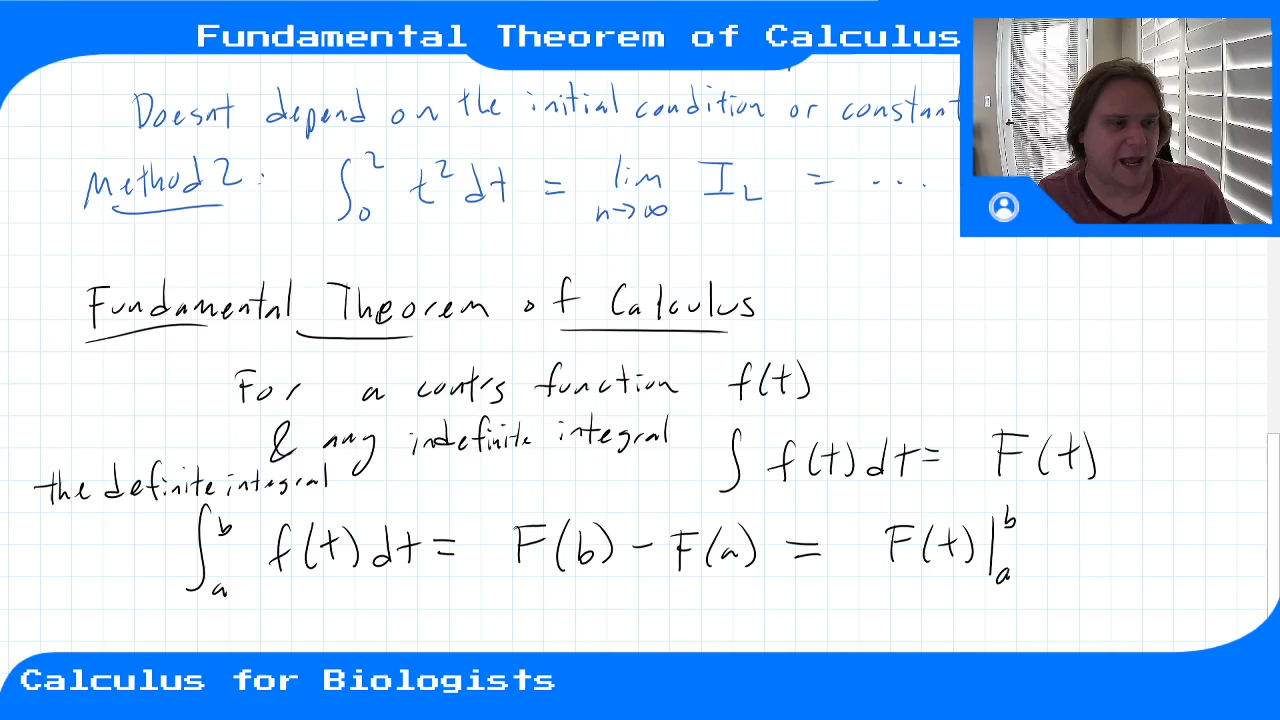 Fundamental Theorem of Calculus
Doesnt depend on the initial condition or constant
Method 2: ∫₀² t² dt = lim n→∞ I_L = ...
Fundamental Theorem of Calculus
For a cont's function f(t)
& any indefinite integral ∫ f(t) dt = F(t)
the definite integral
∫ₐᵇ f(t) dt = F(b) - F(a) = F(t)|ₐᵇ
Calculus for Biologists